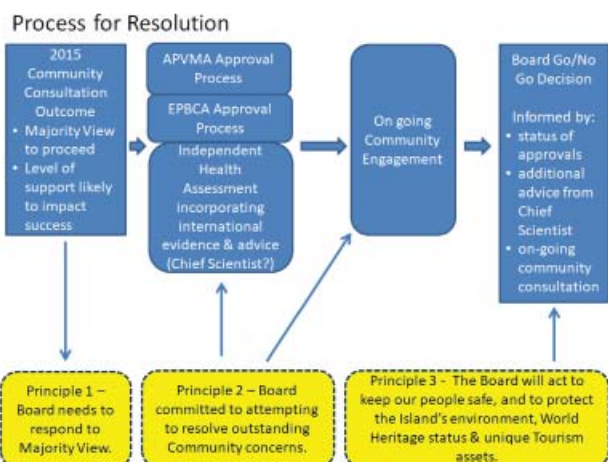 Process for Resolution
2015
Community
Consultation
Outcome
• Majority View
to proceed
• Level of
support likely
to impact
success
APVMA Approval
Process
EPBCA Approval
Process
Independent
Health
Assessment
incorporating
international
evidence & advice
(Chief Scientist?)
On going
Community
Engagement
Board Go/No
Go Decision
Informed by:
• status of
approvals
• additional
advice from
Chief
Scientist
• on-going
community
consultation
Principle 1 –
Board needs to
respond to
Majority View.
Principle 2 – Board
committed to attempting
to resolve outstanding
Community concerns.
Principle 3 - The Board will act to
keep our people safe, and to protect
the Island's environment, World
Heritage status & unique Tourism
assets.